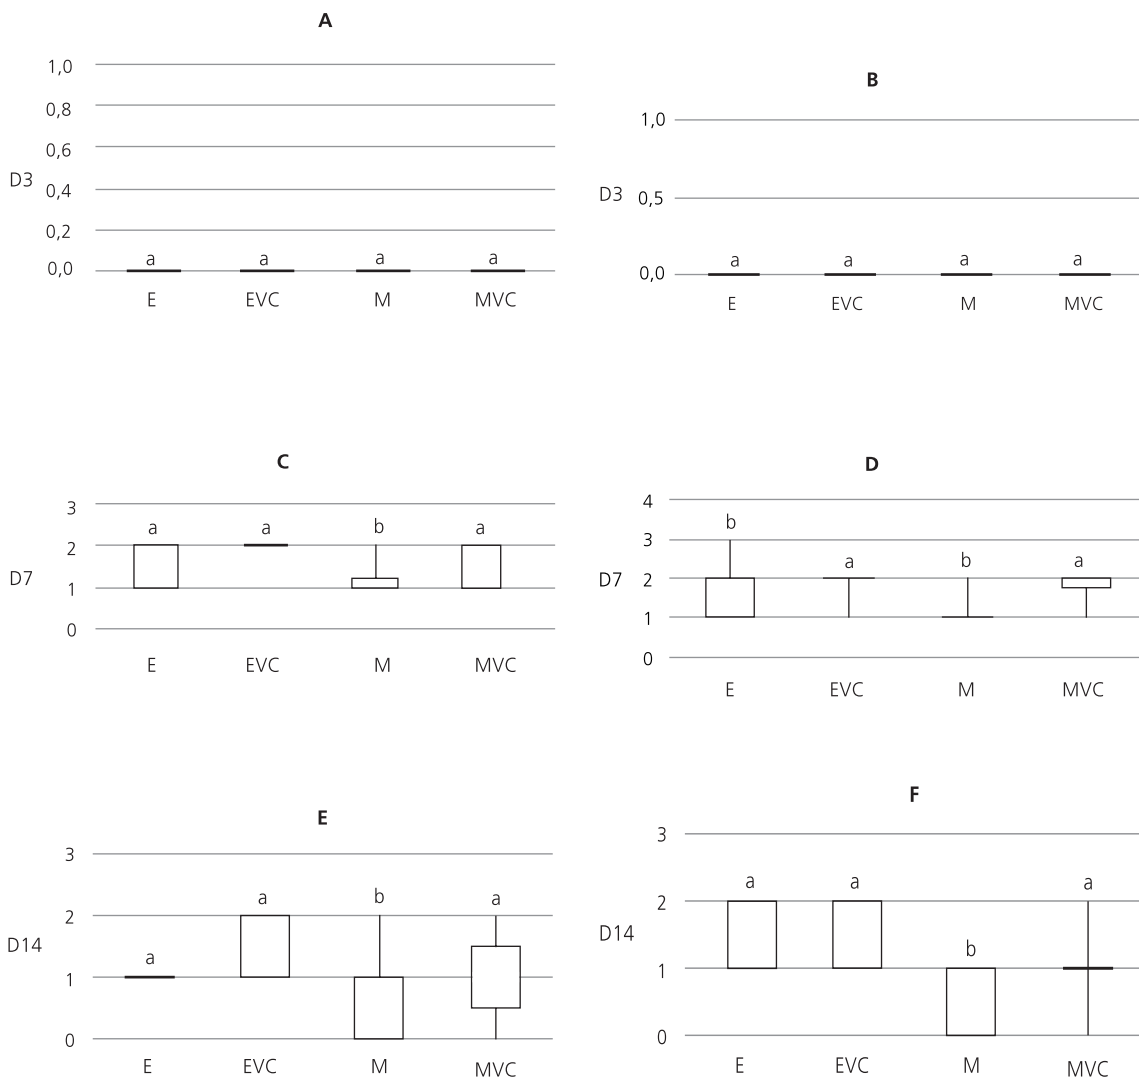 A
1,0
0,8
0,6
D3
0,4
0,2
0,0
a a a a
E EVC M MVC
B
1,0
D3
0,5
0,0
a a a a
E EVC M MVC
C
3
2
D7
1
0
a a b a
E EVC M MVC
D
4
3
D7
2
1
0
b a b a
E EVC M MVC
E
3
2
D14
1
0
a a b a
E EVC M MVC
F
3
2
D14
1
0
a a b a
E EVC M MVC